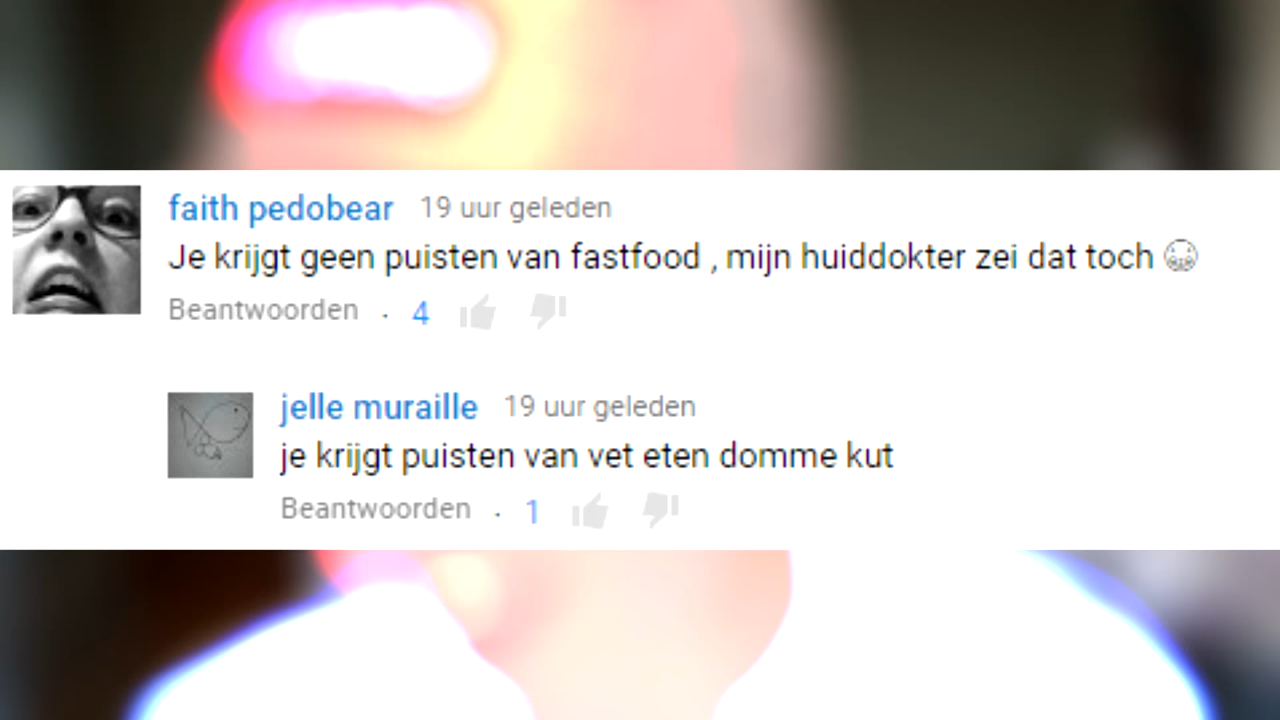 faith pedobear 19 uur geleden
Je krijgt geen puisten van fastfood , mijn huiddokter zei dat toch 😂
Beantwoorden · 4
jelle muraille 19 uur geleden
je krijgt puisten van vet eten domme kut
Beantwoorden · 1